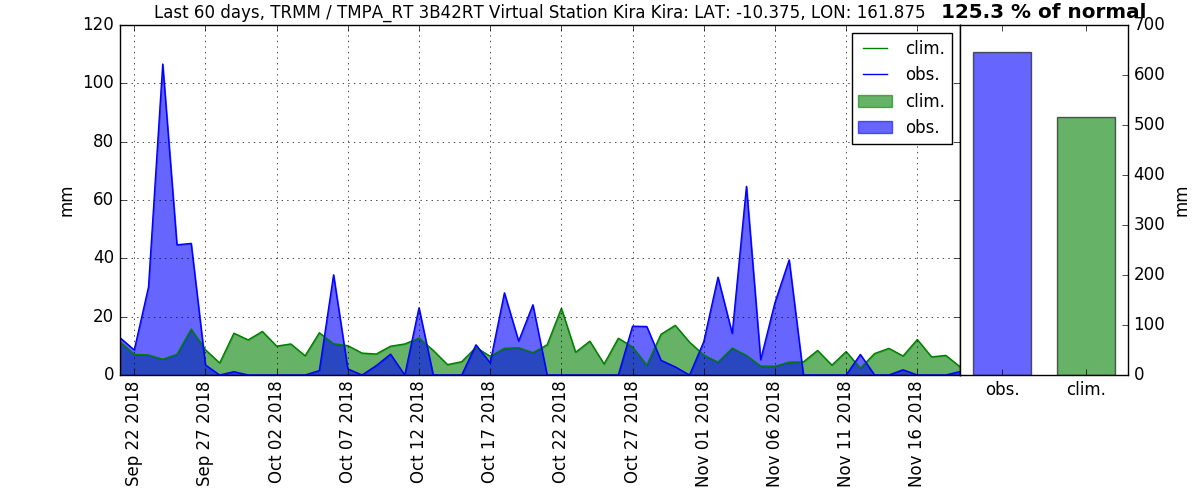 Last 60 days, TRMM / TMPA_RT 3B42RT Virtual Station Kira Kira: LAT: -10.375, LON: 161.875
125.3 % of normal
120
100
80
60
40
20
0
mm
clim.
obs.
clim.
obs.
700
600
500
400
300
200
100
0
mm
Sep 22 2018
Sep 27 2018
Oct 02 2018
Oct 07 2018
Oct 12 2018
Oct 17 2018
Oct 22 2018
Oct 27 2018
Nov 01 2018
Nov 06 2018
Nov 11 2018
Nov 16 2018
obs.
clim.